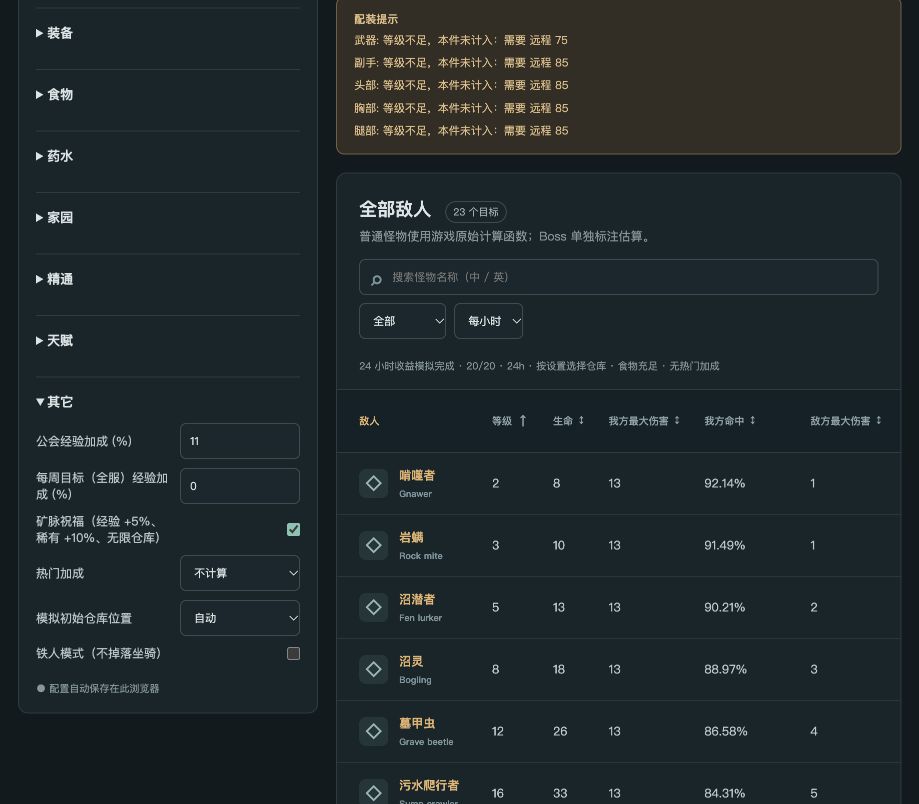 装备
食物
药水
家园
精通
天赋
其它
公会经验加成 (%)
11
每周目标（全服）经验加
成 (%)
0
矿脉祝福（经验 +5%、
稀有 +10%、无限仓库）
热门加成
不计算
模拟初始仓库位置
自动
铁人模式（不掉落坐骑）
配置自动保存在此浏览器
配装提示
武器: 等级不足，本件未计入：需要 远程 75
副手: 等级不足，本件未计入：需要 远程 85
头部: 等级不足，本件未计入：需要 远程 85
胸部: 等级不足，本件未计入：需要 远程 85
腿部: 等级不足，本件未计入：需要 远程 85
全部敌人 23 个目标
普通怪物使用游戏原始计算函数；Boss 单独标注估算。
搜索怪物名称（中 / 英）
全部 每小时
24 小时收益模拟完成 · 20/20 · 24h · 按设置选择仓库 · 食物充足 · 无热门加成
敌人 等级 ↑ 生命 ↕ 我方最大伤害 ↕ 我方命中 ↕ 敌方最大伤害 ↕
啃噬者 2 8 13 92.14% 1
Gnawer
岩螨 3 10 13 91.49% 1
Rock mite
沼潜者 5 13 13 90.21% 2
Fen lurker
沼灵 8 18 13 88.97% 3
Bogling
墓甲虫 12 26 13 86.58% 4
Grave beetle
污水爬行者 16 33 13 84.31% 5